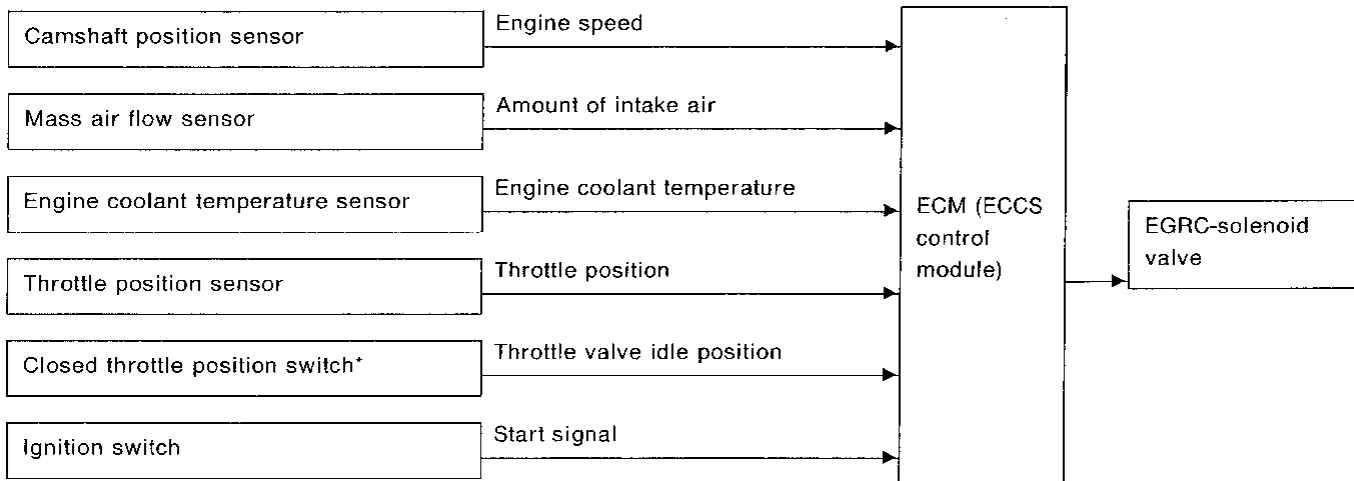 Camshaft position sensor
Engine speed
Mass air flow sensor
Amount of intake air
Engine coolant temperature sensor
Engine coolant temperature
Throttle position sensor
Throttle position
Closed throttle position switch*
Throttle valve idle position
Ignition switch
Start signal
ECM (ECCS
control
module)
EGRC-solenoid
valve